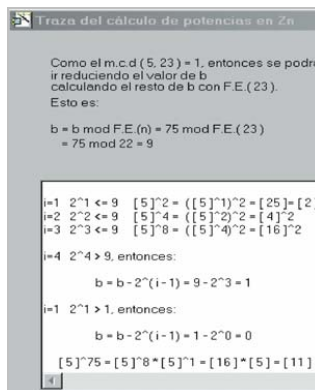 Traza del cálculo de potencias en Zn
Como el m.c.d ( 5, 23 ) = 1, entonces se podr
ir reduciendo el valor de b
calculando el resto de b con F.E.( 23 ).
Esto es:
b = b mod F.E.(n) = 75 mod F.E.( 23 )
= 75 mod 22 = 9
i=1 2^1 <= 9 [ 5 ]^2 = ([ 5 ]^1)^2 = [ 25 ] = [ 2 ]
i=2 2^2 <= 9 [ 5 ]^4 = ([ 5 ]^2)^2 = [ 4 ]^2
i=3 2^3 <= 9 [ 5 ]^8 = ([ 5 ]^4)^2 = [ 16 ]^2
i=4 2^4 > 9, entonces:
b = b - 2^( i - 1 ) = 9 - 2^3 = 1
i=1 2^1 > 1, entonces:
b = b - 2^( i - 1 ) = 1 - 2^0 = 0
[ 5 ]^75 = [ 5 ]^8 * [ 5 ]^1 = [ 16 ] * [ 5 ] = [ 11 ]